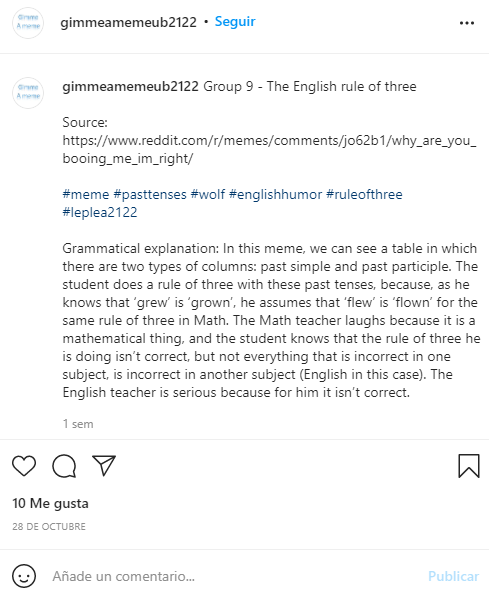 Gimme
A meme
gimmeamemeub2122 • Seguir
Gimme
A meme
gimmeamemeub2122 Group 9 - The English rule of three
Source:
https://www.reddit.com/r/memes/comments/jo62b1/why_are_you_
booing_me_im_right/
#meme #pasttenses #wolf #englishhumor #ruleofthree
#leplea2122
Grammatical explanation: In this meme, we can see a table in which
there are two types of columns: past simple and past participle. The
student does a rule of three with these past tenses, because, as he
knows that ‘grew’ is ‘grown’, he assumes that ‘flew’ is ‘flown’ for the
same rule of three in Math. The Math teacher laughs because it is a
mathematical thing, and the student knows that the rule of three he
is doing isn’t correct, but not everything that is incorrect in one
subject, is incorrect in another subject (English in this case). The
English teacher is serious because for him it isn’t correct.
1 sem
10 Me gusta
28 DE OCTUBRE
Añade un comentario...
Publicar